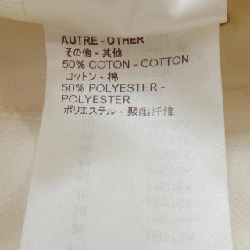 AUTRE - OTHER
その他 - 其他
50% COTON - COTTON
コットン - 棉
50% POLYESTER -
POLYESTER
ポリエステル - 聚酯纤维